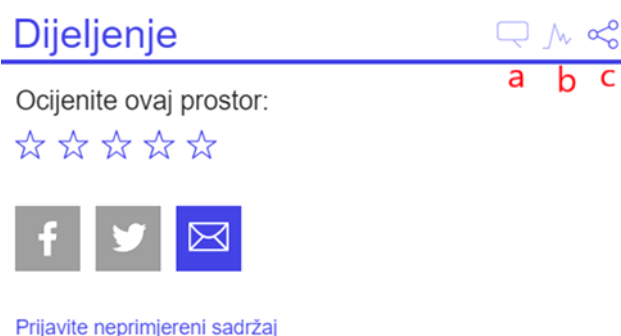 Dijeljenje
a b c
Ocijenite ovaj prostor:
Prijavite neprimjereni sadržaj